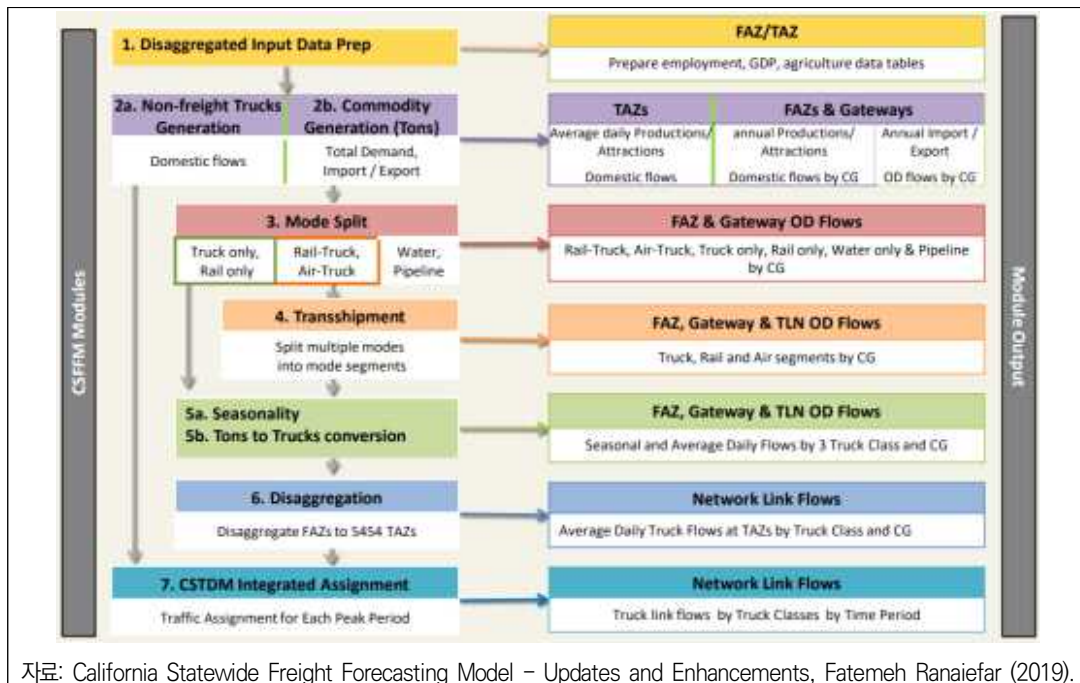 CSFFM Modules
1. Disaggregated Input Data Prep
FAZ/TAZ
Prepare employment, GDP, agriculture data tables
2a. Non-freight Trucks
Generation
Domestic flows
2b. Commodity
Generation (Tons)
Total Demand,
Import / Export
TAZs
Average daily Productions/
Attractions
Domestic flows
FAZs & Gateways
annual Productions/
Attractions
Domestic flows by CG
Annual Import /
Export
OD flows by CG
3. Mode Split
Truck only,
Rail only
Rail-Truck,
Air-Truck
Water,
Pipeline
FAZ & Gateway OD Flows
Rail-Truck, Air-Truck, Truck only, Rail only, Water only & Pipeline
by CG
4. Transshipment
Split multiple modes
into mode segments
FAZ, Gateway & TLN OD Flows
Truck, Rail and Air segments by CG
5a. Seasonality
5b. Tons to Trucks conversion
FAZ, Gateway & TLN OD Flows
Seasonal and Average Daily Flows by 3 Truck Class and CG
6. Disaggregation
Disaggregate FAZs to 5454 TAZs
Network Link Flows
Average Daily Truck Flows at TAZs by Truck Class and CG
7. CSTDM Integrated Assignment
Traffic Assignment for Each Peak Period
Network Link Flows
Truck link flows by Truck Classes by Time Period
Module Output
자료: California Statewide Freight Forecasting Model - Updates and Enhancements, Fatemeh Ranaiefar (2019).